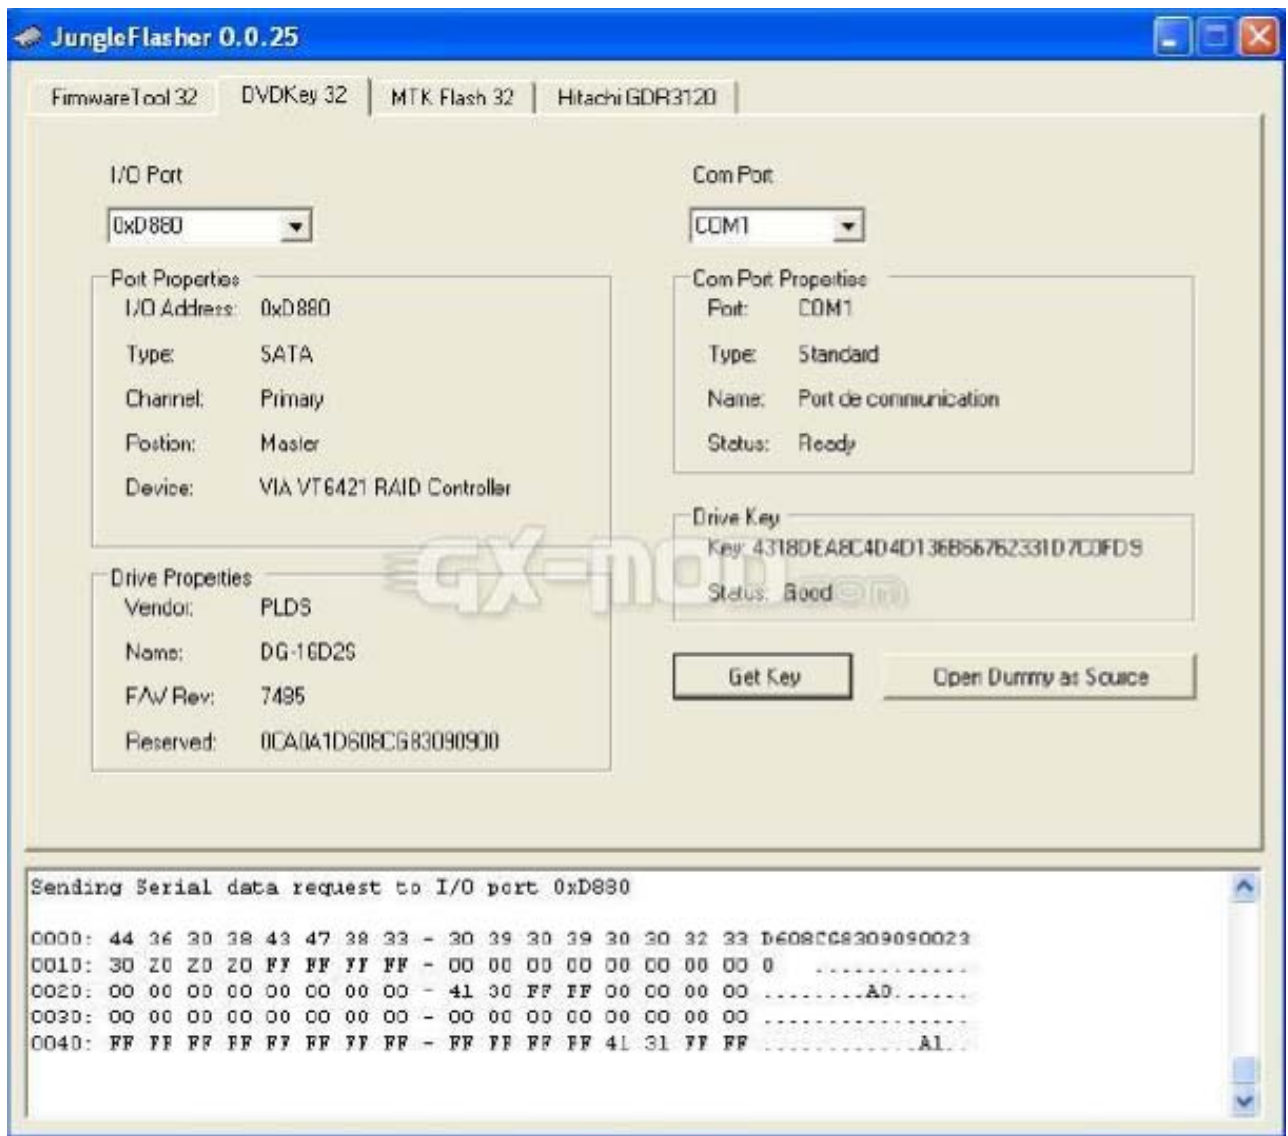 JungleFlasher 0.0.25
FirmwareTool 32
DVDKey 32
MTK Flash 32
Hitachi GDR3120
I/O Port
Com Port
0xD880
COM1
Port Properties
I/O Address: 0xD880
Type: SATA
Channel: Primary
Postion: Master
Device: VIA VT6421 RAID Controller
Com Port Properties
Port: COM1
Type: Standard
Name: Port de communication
Status: Ready
Drive Key
Key:
Status: Good
GX-MOD.com
Drive Properties
Vendor: PLDS
Name: DG-16D2S
F/W Rev: 7485
Reserved: 0CA0A1D608CG83090900
Get Key
Open Dummy as Source
Sending Serial data request to I/O port 0xD880
0000: 44 36 30 38 43 47 38 33 - 30 39 30 39 30 30 32 33 D608CG8309090023
0010: 30 20 20 20 FF FF FF FF - 00 00 00 00 00 00 00 00 0 ............
0020: 00 00 00 00 00 00 00 00 - 41 30 FF FF 00 00 00 00 ........A0......
0030: 00 00 00 00 00 00 00 00 - 00 00 00 00 00 00 00 00 ................
0040: FF FF FF FF FF FF FF FF - FF FF FF FF 41 31 FF FF ............A1..